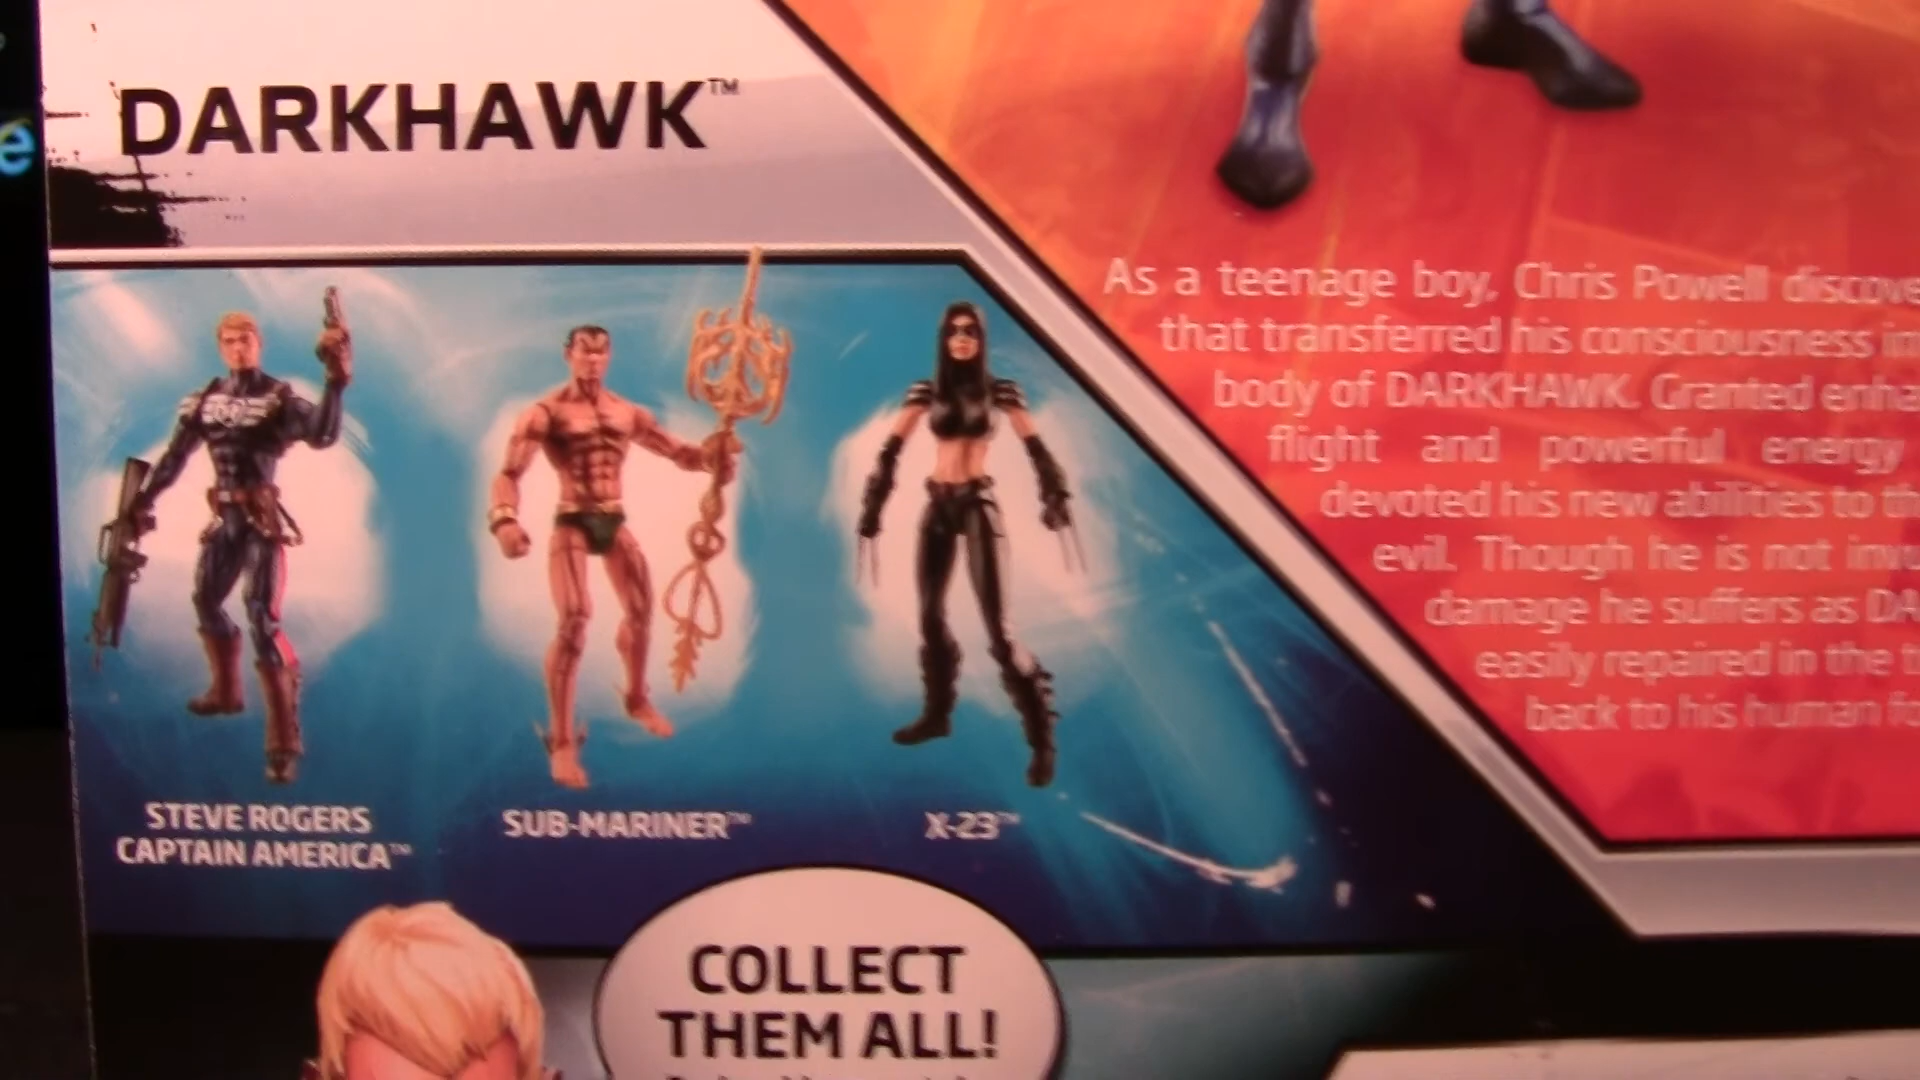 DARKHAWK™
As a teenage boy, Chris Powell
that transferred his consciousness
body of DARKHAWK. Granted
flight and powerful energy
devoted his new abilities to
evil. Though he is not
damage he suffers as
easily repaired in the
back to his human
STEVE ROGERS
CAPTAIN AMERICA™
SUB-MARINER™
X-23™
COLLECT
THEM ALL!